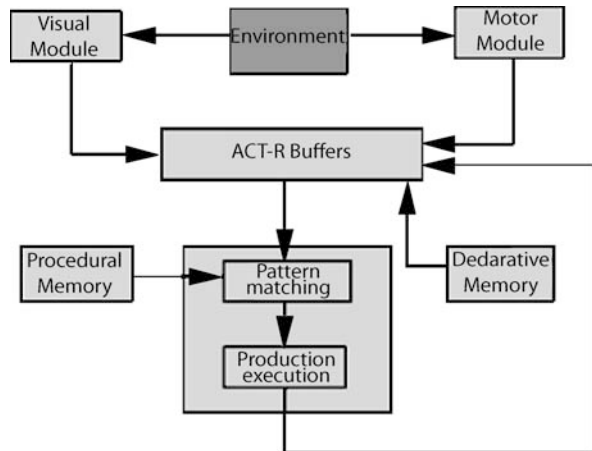 Visual
Module
Environment
Motor
Module
ACT-R Buffers
Procedural
Memory
Pattern
matching
Dedarative
Memory
Production
execution